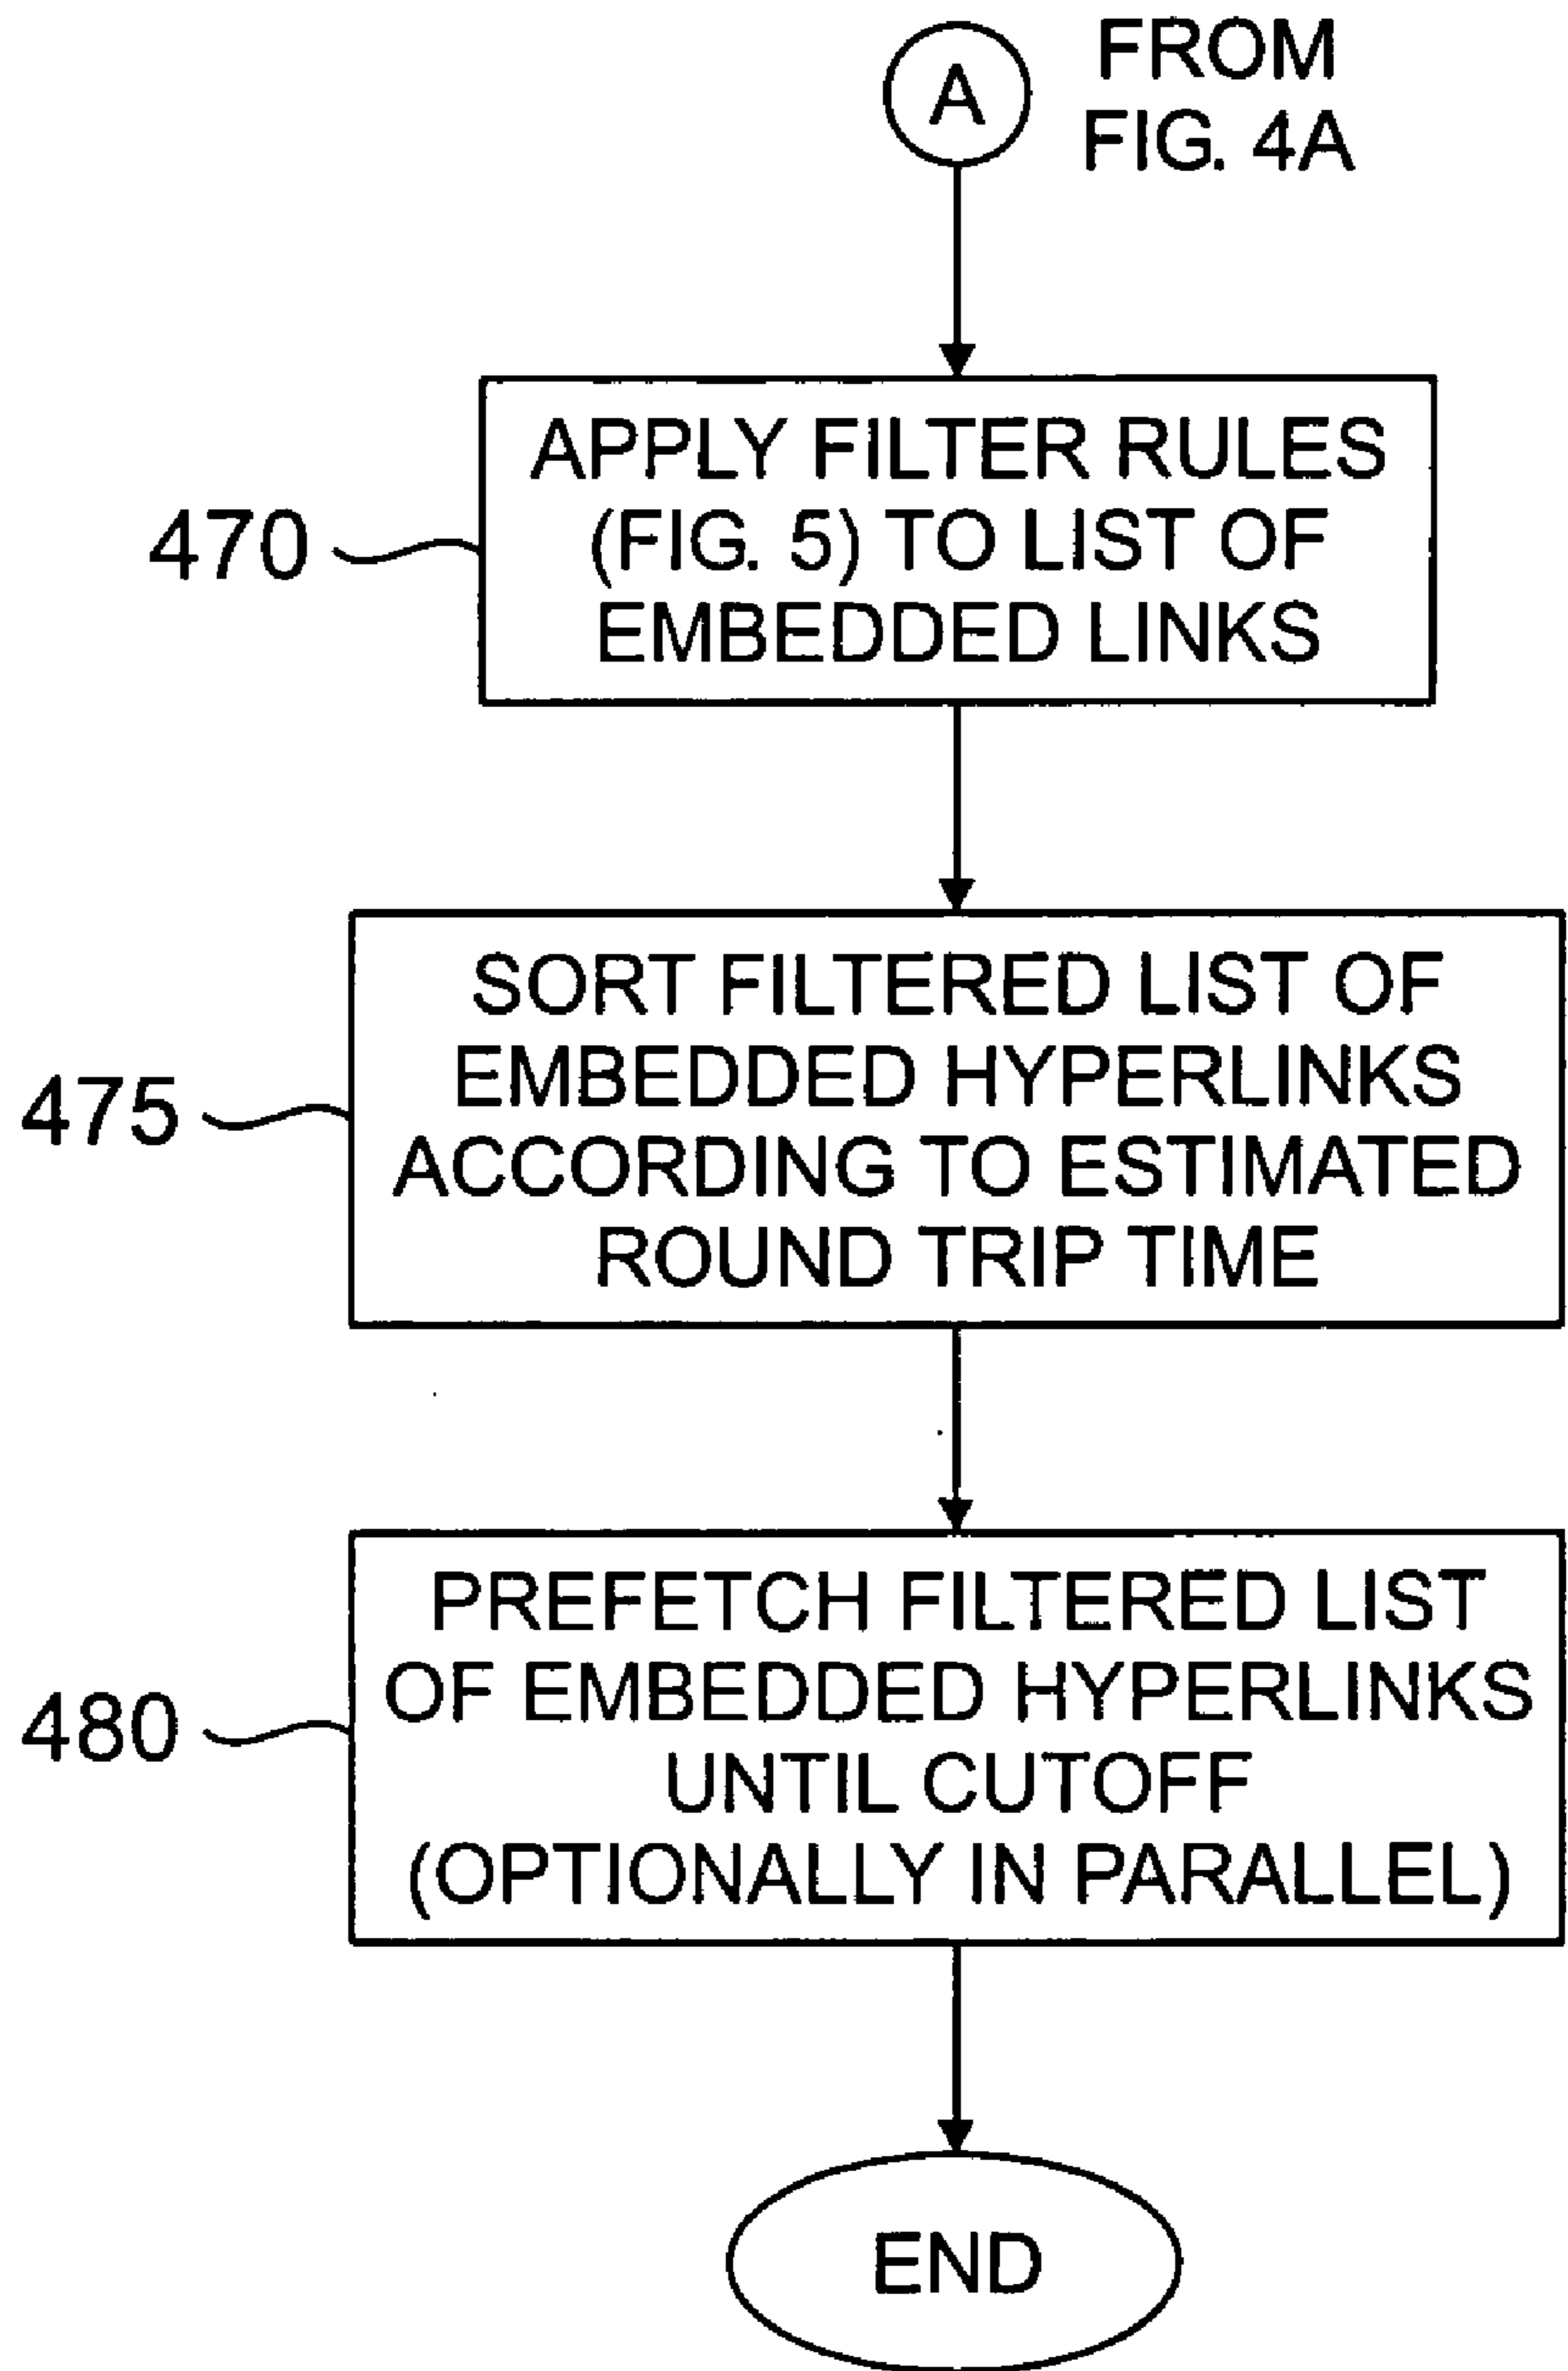 A
FROM
FIG. 4A
APPLY FILTER RULES
(FIG. 5) TO LIST OF
EMBEDDED LINKS
470
SORT FILTERED LIST OF
EMBEDDED HYPERLINKS
ACCORDING TO ESTIMATED
ROUND TRIP TIME
475
PREFETCH FILTERED LIST
OF EMBEDDED HYPERLINKS
UNTIL CUTOFF
(OPTIONALLY IN PARALLEL)
480
END